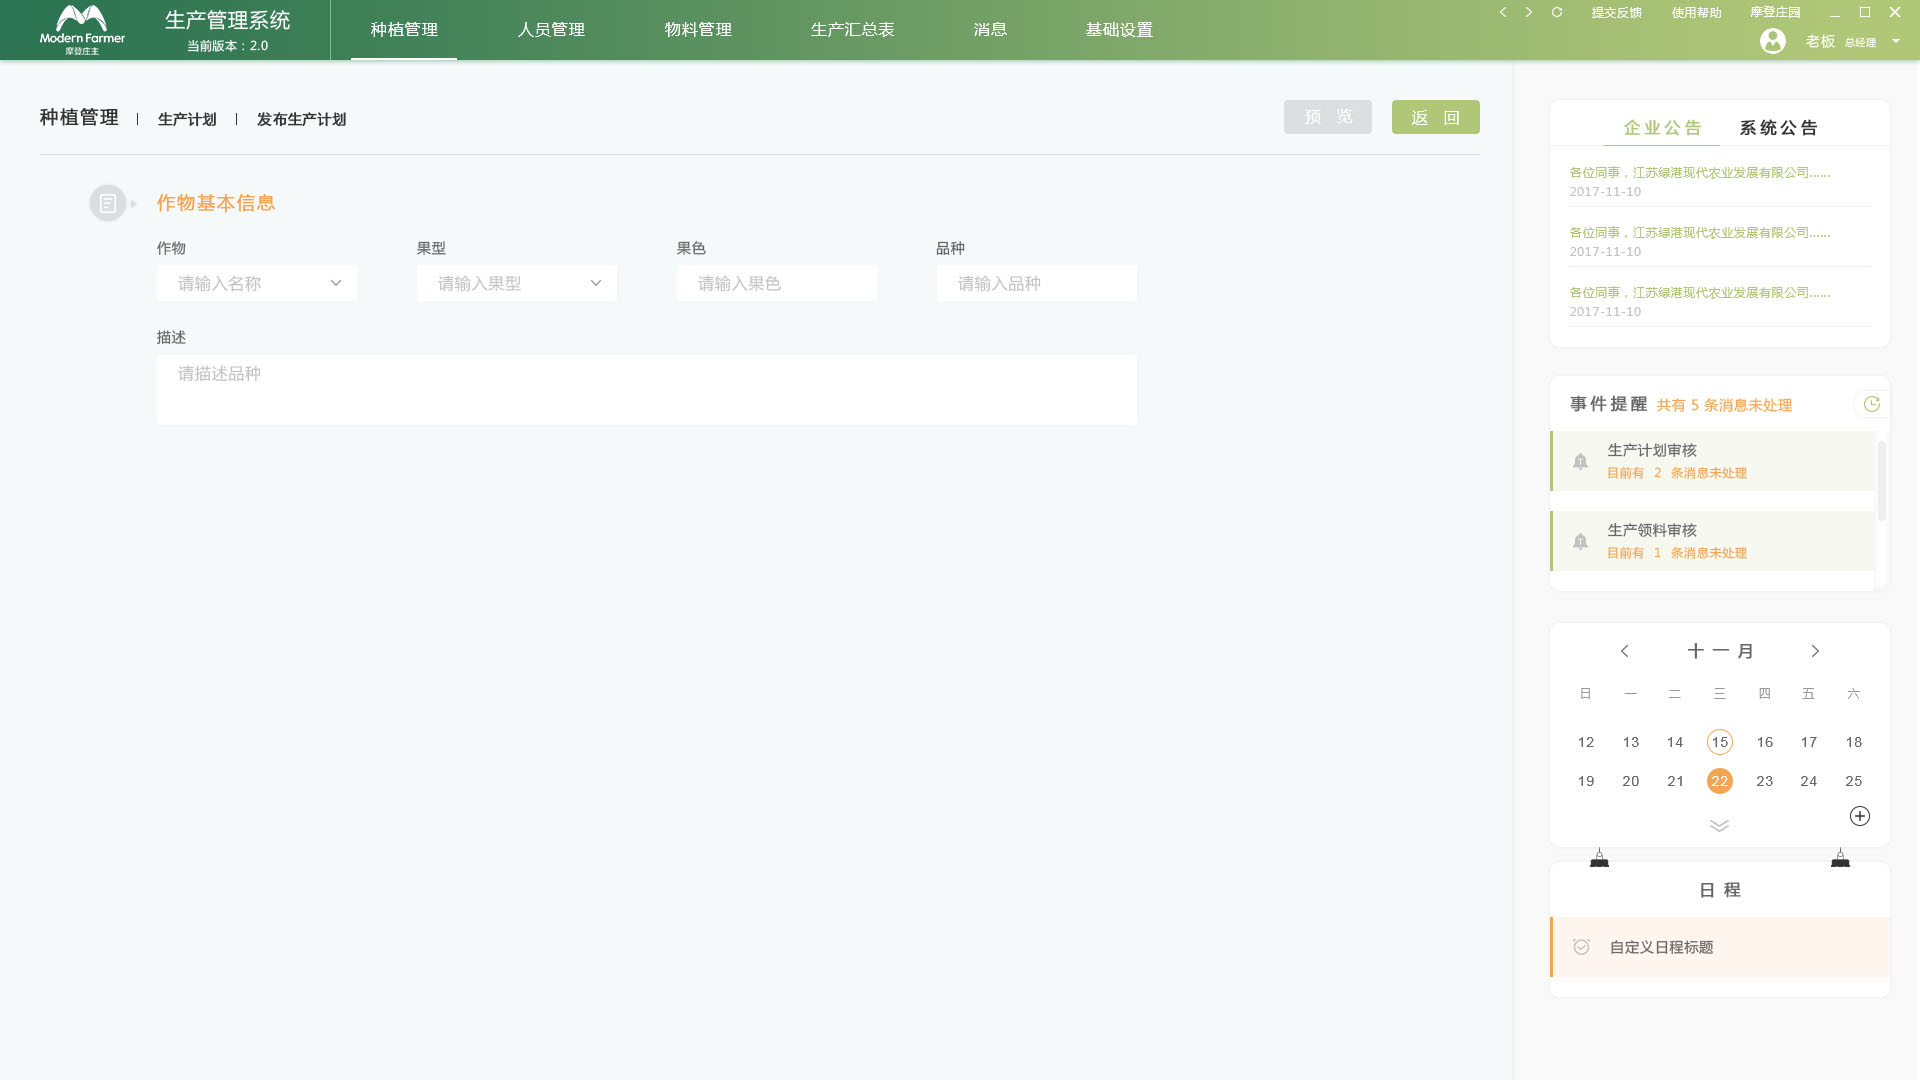 Modern Farmer
摩登庄主
生产管理系统
当前版本：2.0
种植管理 人员管理 物料管理 生产汇总表 消息 基础设置
提交反馈 使用帮助 摩登庄园
老板 总经理
种植管理 | 生产计划 | 发布生产计划
预 览 返 回
作物基本信息
作物 果型 果色 品种
请输入名称 请输入果型 请输入果色 请输入品种
描述
请描述品种
企业公告 系统公告
各位同事，江苏绿港现代农业发展有限公司......
2017-11-10
各位同事，江苏绿港现代农业发展有限公司......
2017-11-10
各位同事，江苏绿港现代农业发展有限公司......
2017-11-10
事件提醒 共有 5 条消息未处理
生产计划审核
目前有 2 条消息未处理
生产领料审核
目前有 1 条消息未处理
十一月
日 一 二 三 四 五 六
12 13 14 15 16 17 18
19 20 21 22 23 24 25
日 程
自定义日程标题